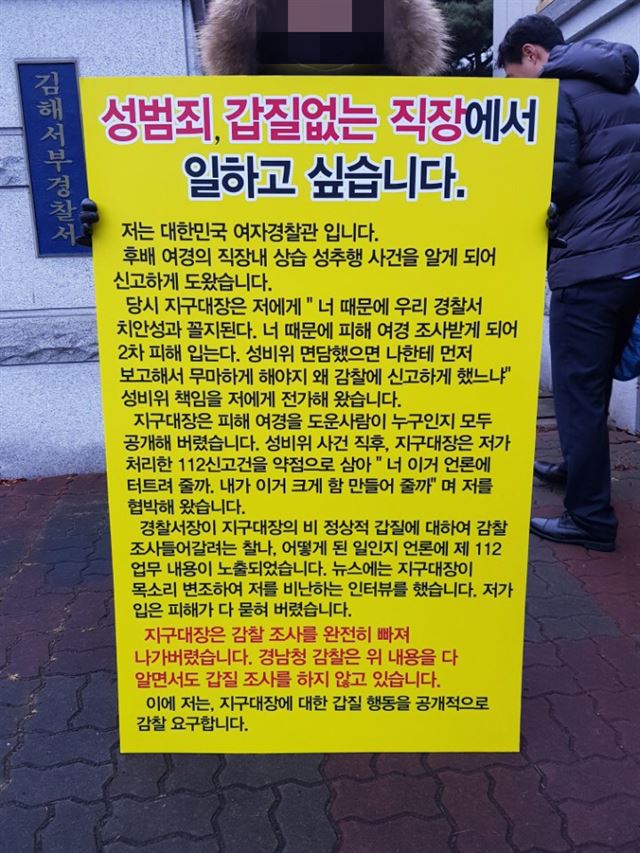 김해서부경찰서
성범죄, 갑질없는 직장에서
일하고 싶습니다.
저는 대한민국 여자경찰관 입니다.
후배 여경의 직장내 상습 성추행 사건을 알게 되어
신고하게 도왔습니다.
당시 지구대장은 저에게 " 너 때문에 우리 경찰서
치안성과 꼴지된다. 너 때문에 피해 여경 조사받게 되어
2차 피해 입는다. 성비위 면담했으면 나한테 먼저
보고해서 무마하게 해야지 왜 감찰에 신고하게 했느냐"
성비위 책임을 저에게 전가해 왔습니다.
지구대장은 피해 여경을 도운사람이 누구인지 모두
공개해 버렸습니다. 성비위 사건 직후, 지구대장은 제가
처리한 112신고건을 약점으로 삼아 " 너 이거 언론에
터트려 줄까. 내가 이거 크게 함 만들어 줄까" 며 저를
협박해 왔습니다.
경찰서장이 지구대장의 비 정상적 갑질에 대하여 감찰
조사들어갈려는 찰나, 어떻게 된 일인지 언론에 제 112
업무 내용이 노출되었습니다. 뉴스에는 지구대장이
목소리 변조하여 저를 비난하는 인터뷰를 했습니다. 저가
입은 피해가 다 묻혀 버렸습니다.
지구대장은 감찰 조사를 완전히 빠져
나가버렸습니다. 경남청 감찰은 위 내용을 다
알면서도 갑질 조사를 하지 않고 있습니다.
이에 저는, 지구대장에 대한 갑질 행동을 공개적으로
감찰 요구합니다.